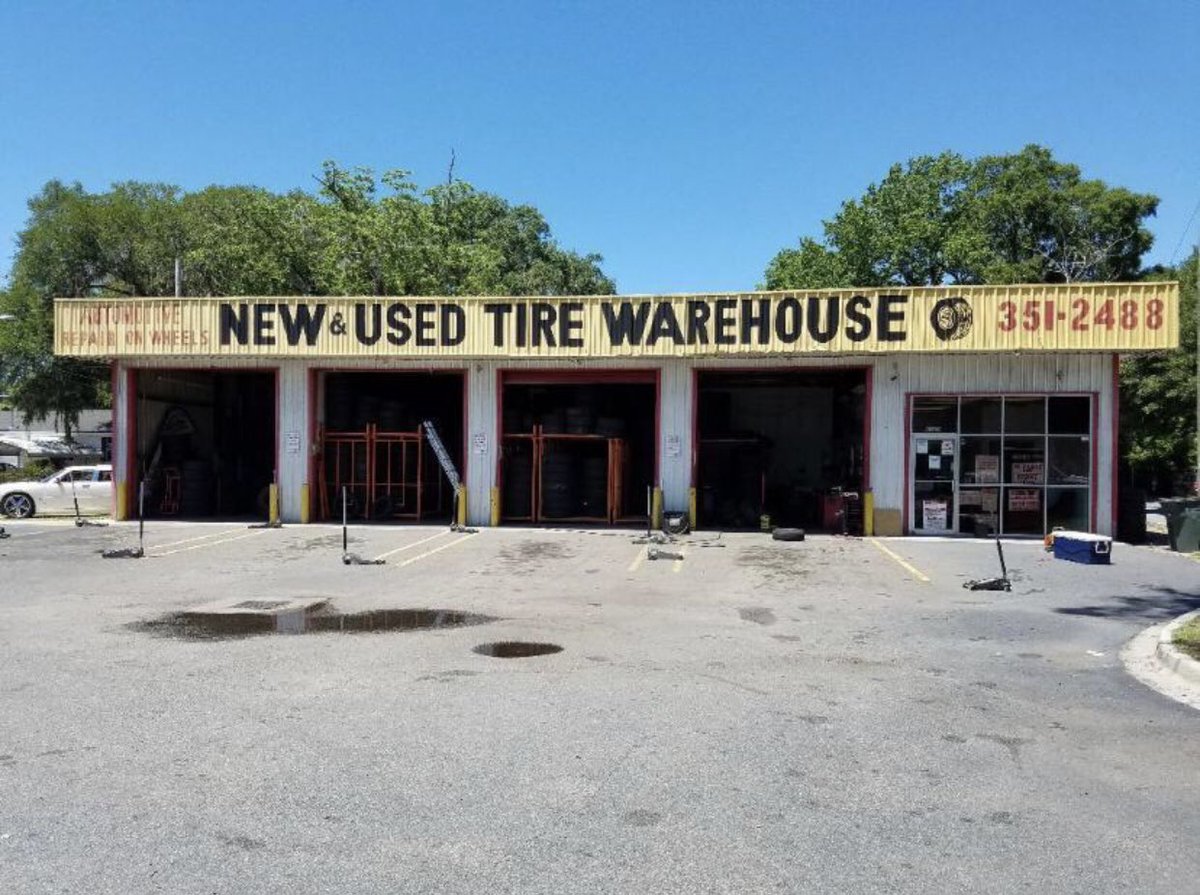 AUTOMOTIVE
REPAIR ON WHEELS
NEW & USED TIRE WAREHOUSE
351-2488